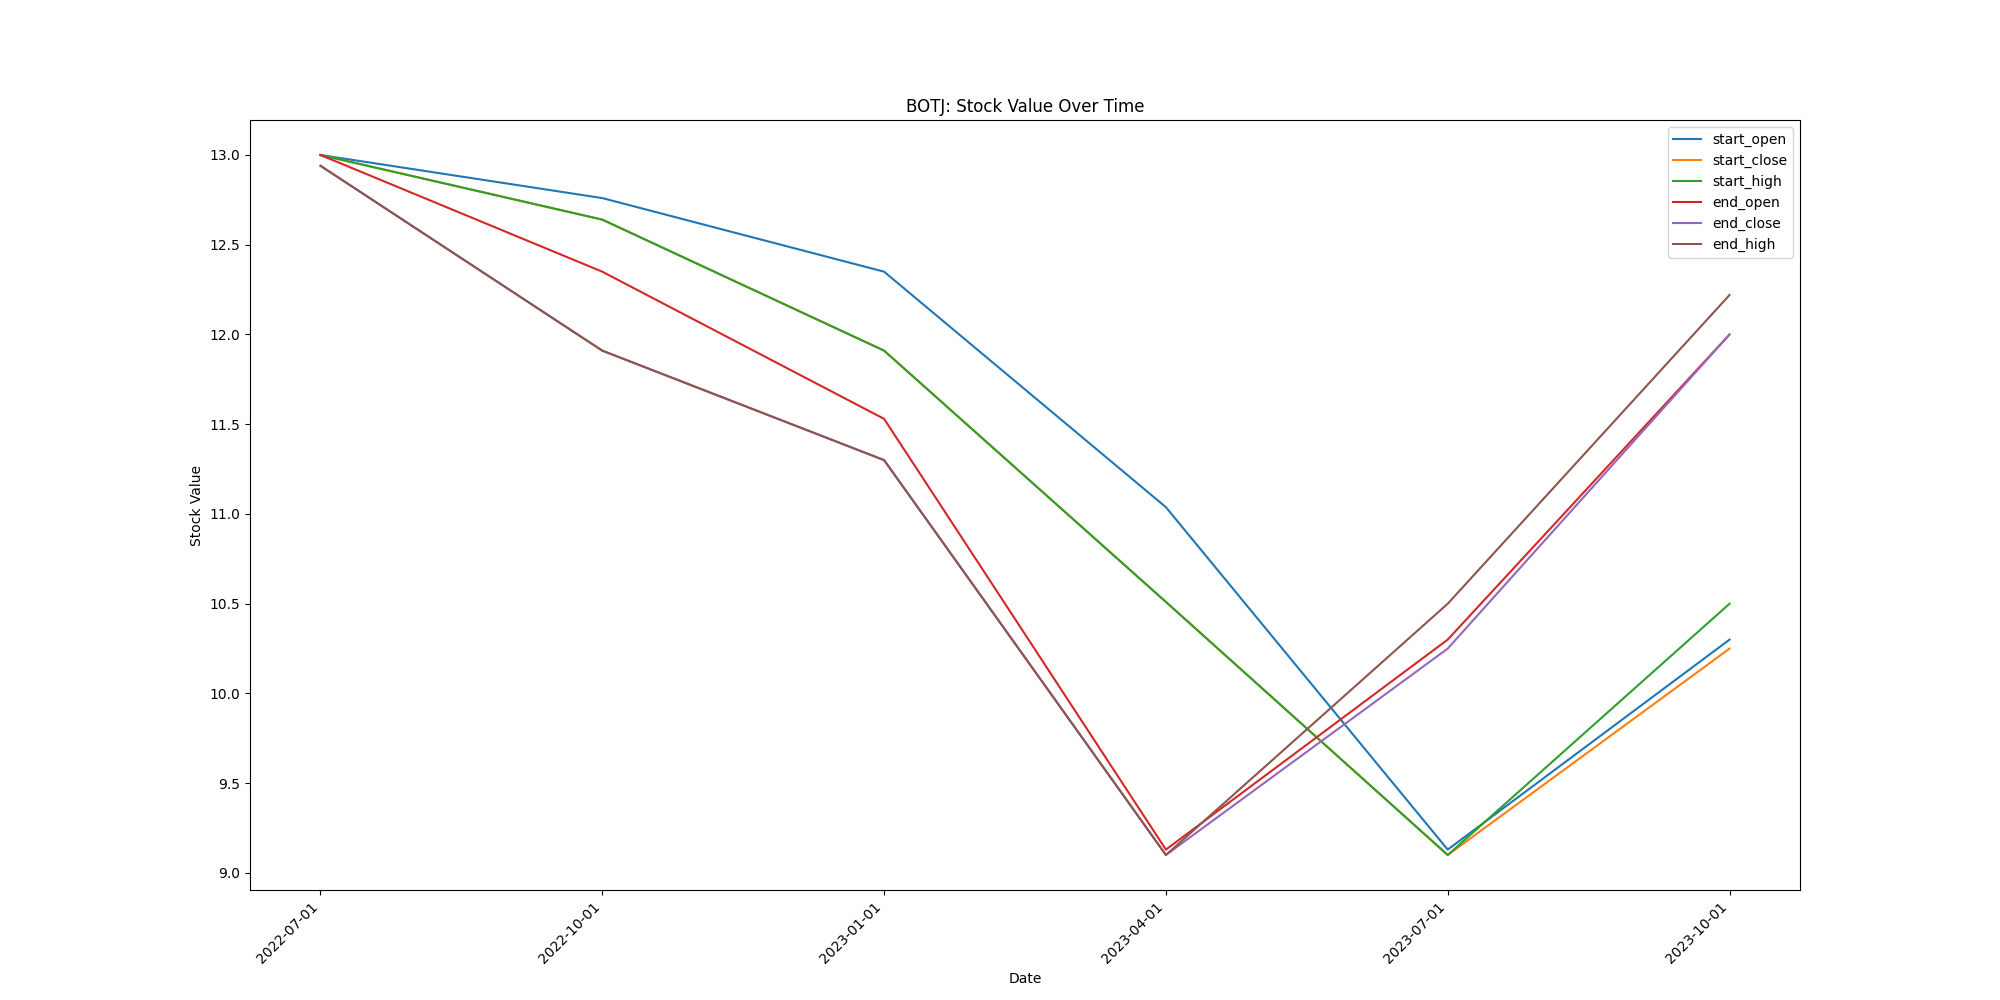 BOTJ: Stock Value Over Time
start_open
start_close
start_high
end_open
end_close
end_high
Stock Value
13.0
12.5
12.0
11.5
11.0
10.5
10.0
9.5
9.0
2022-07-01
2022-10-01
2023-01-01
2023-04-01
2023-07-01
2023-10-01
Date